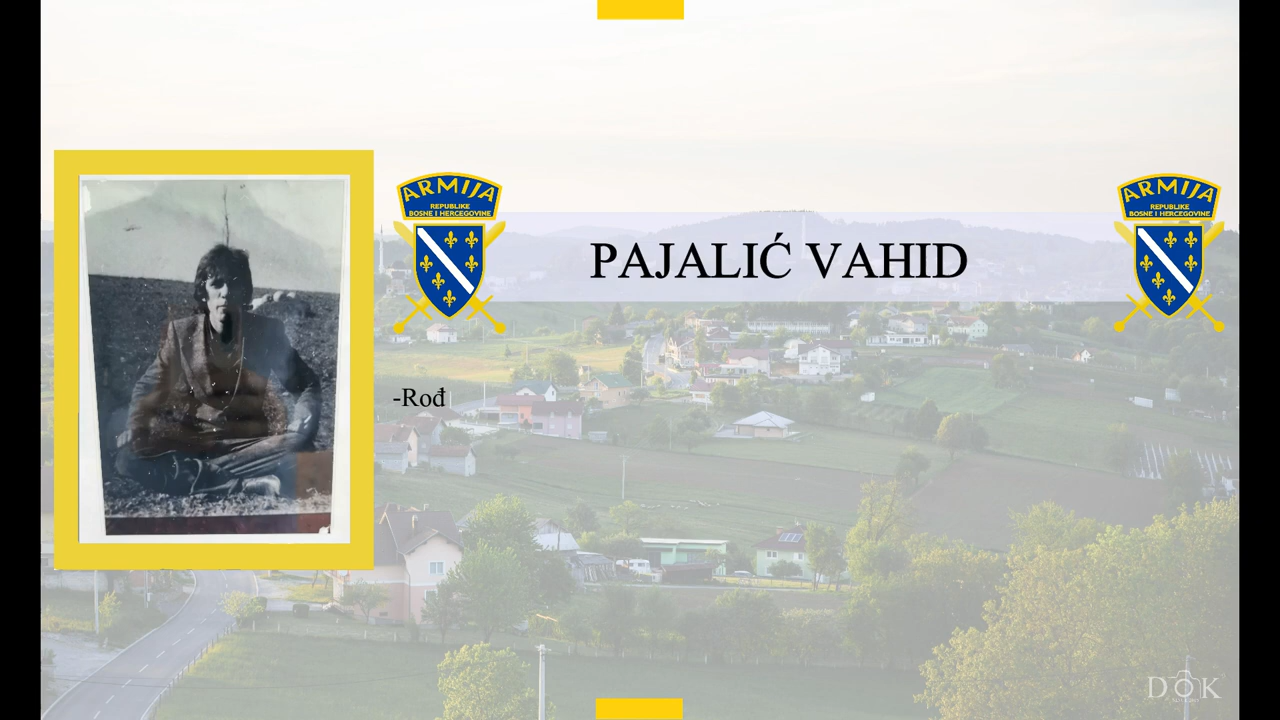 ARMIJA
REPUBLIKE
BOSNE I HERCEGOVINE
PAJALIĆ VAHID
ARMIJA
REPUBLIKE
BOSNE I HERCEGOVINE
-Rođ
DOK